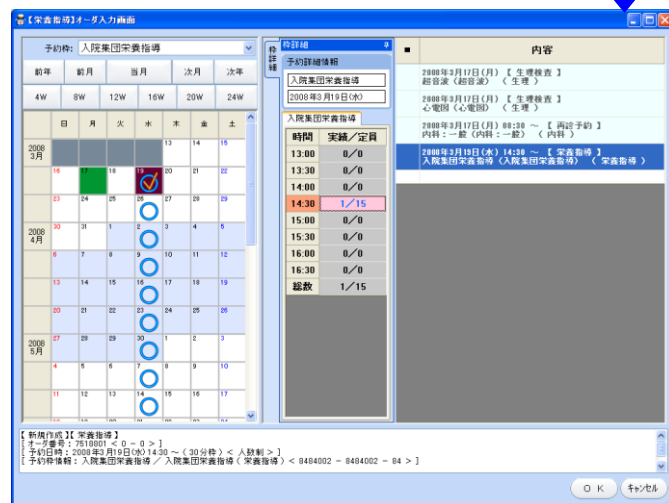 【栄養指導】オーダ入力画面
予約枠: 入院集団栄養指導
前年 前月 当月 次月 次年
4W 8W 12W 16W 20W 24W
日 月 火 水 木 金 土
2008 3月 13 14 15
16 17 18 19 20 21 22
23 24 25 26 27 28 29
2008 4月 30 31 1 2 3 4 5
6 7 8 9 10 11 12
13 14 15 16 17 18 19
20 21 22 23 24 25 26
2008 5月 27 28 29 30 1 2 3
4 5 6 7 8 9 10
11 12 13 14 15 16 17
枠詳細
枠詳細
予約詳細情報
入院集団栄養指導
2008年3月19日(水)
入院集団栄養指導
時間 実績／定員
13:00 0／0
13:30 0／0
14:00 0／0
14:30 1／15
15:00 0／0
15:30 0／0
16:00 0／0
16:30 0／0
総数 1／15
■ 内容
2008年3月17日(月) 【 生理検査 】
超音波（超音波） （ 生理 ）
2008年3月17日(月) 【 生理検査 】
心電図（心電図） （ 生理 ）
2008年3月17日(月) 08:30 ～ 【 再診予約 】
内科：一般（内科：一般） （ 内科 ）
2008年3月19日(水) 14:30 ～ 【 栄養指導 】
入院集団栄養指導（入院集団栄養指導） （ 栄養指導 ）
【 新規作成 】【 栄養指導 】
[ オーダ番号 : 7518801 < 0 - 0 > ]
[ 予約日時 : 2008年3月19日(水) 14:30 ～ ( 30分枠 ) < 人数制 > ]
[ 予約枠情報 : 入院集団栄養指導 ／ 入院集団栄養指導 ( 栄養指導 ) < 8484002 - 8484002 - 84 > ]
ＯＫ キャンセル